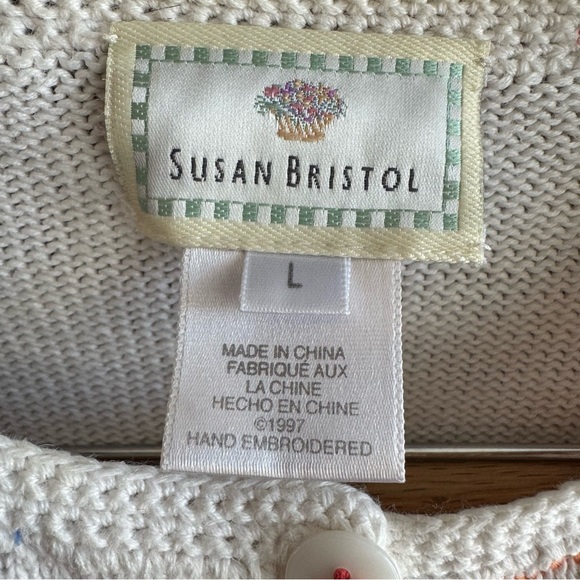 SUSAN BRISTOL
L
MADE IN CHINA
FABRIQUÉ AUX
LA CHINE
HECHO EN CHINE
©1997
HAND EMBROIDERED